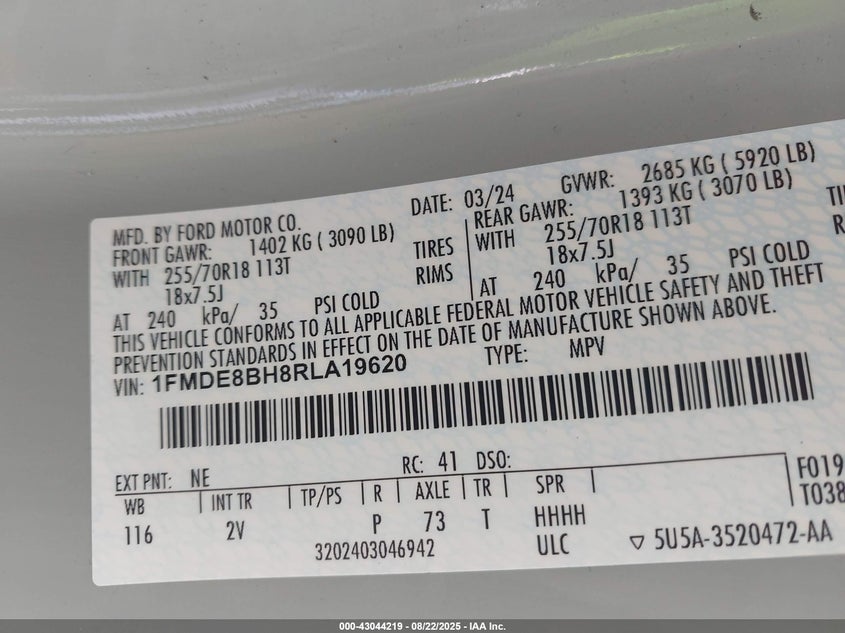 MFD. BY FORD MOTOR CO.
DATE: 03/24 GVWR: 2685 KG ( 5920 LB)
FRONT GAWR: 1402 KG ( 3090 LB)
REAR GAWR: 1393 KG ( 3070 LB)
WITH 255/70R18 113T TIRES
WITH 255/70R18 113T
18x7.5J RIMS
18x7.5J
AT 240 kPa/ 35 PSI COLD
AT 240 kPa/ 35 PSI COLD
THIS VEHICLE CONFORMS TO ALL APPLICABLE FEDERAL MOTOR VEHICLE SAFETY AND THEFT
PREVENTION STANDARDS IN EFFECT ON THE DATE OF MANUFACTURE SHOWN ABOVE.
VIN: 1FMDE8BH8RLA19620 TYPE: MPV
EXT PNT: NE RC: 41 DSO:
WB | INT TR | TP/PS | R | AXLE | TR | SPR |
116 2V P 73 T HHHH
F019
T038
3202403046942 ULC ▽ 5U5A-3520472-AA
000-43044219 - 08/22/2025 - IAA Inc.